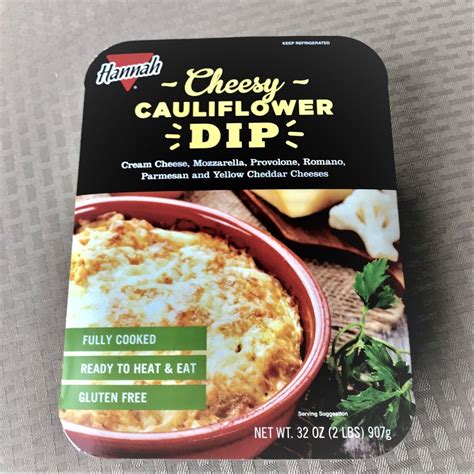 KEEP REFRIGERATED
Hannah
Cheesy
CAULIFLOWER
DIP
Cream Cheese, Mozzarella, Provolone, Romano,
Parmesan and Yellow Cheddar Cheeses
FULLY COOKED
READY TO HEAT & EAT
GLUTEN FREE
Serving Suggestion
NET WT. 32 OZ (2 LBS) 907g